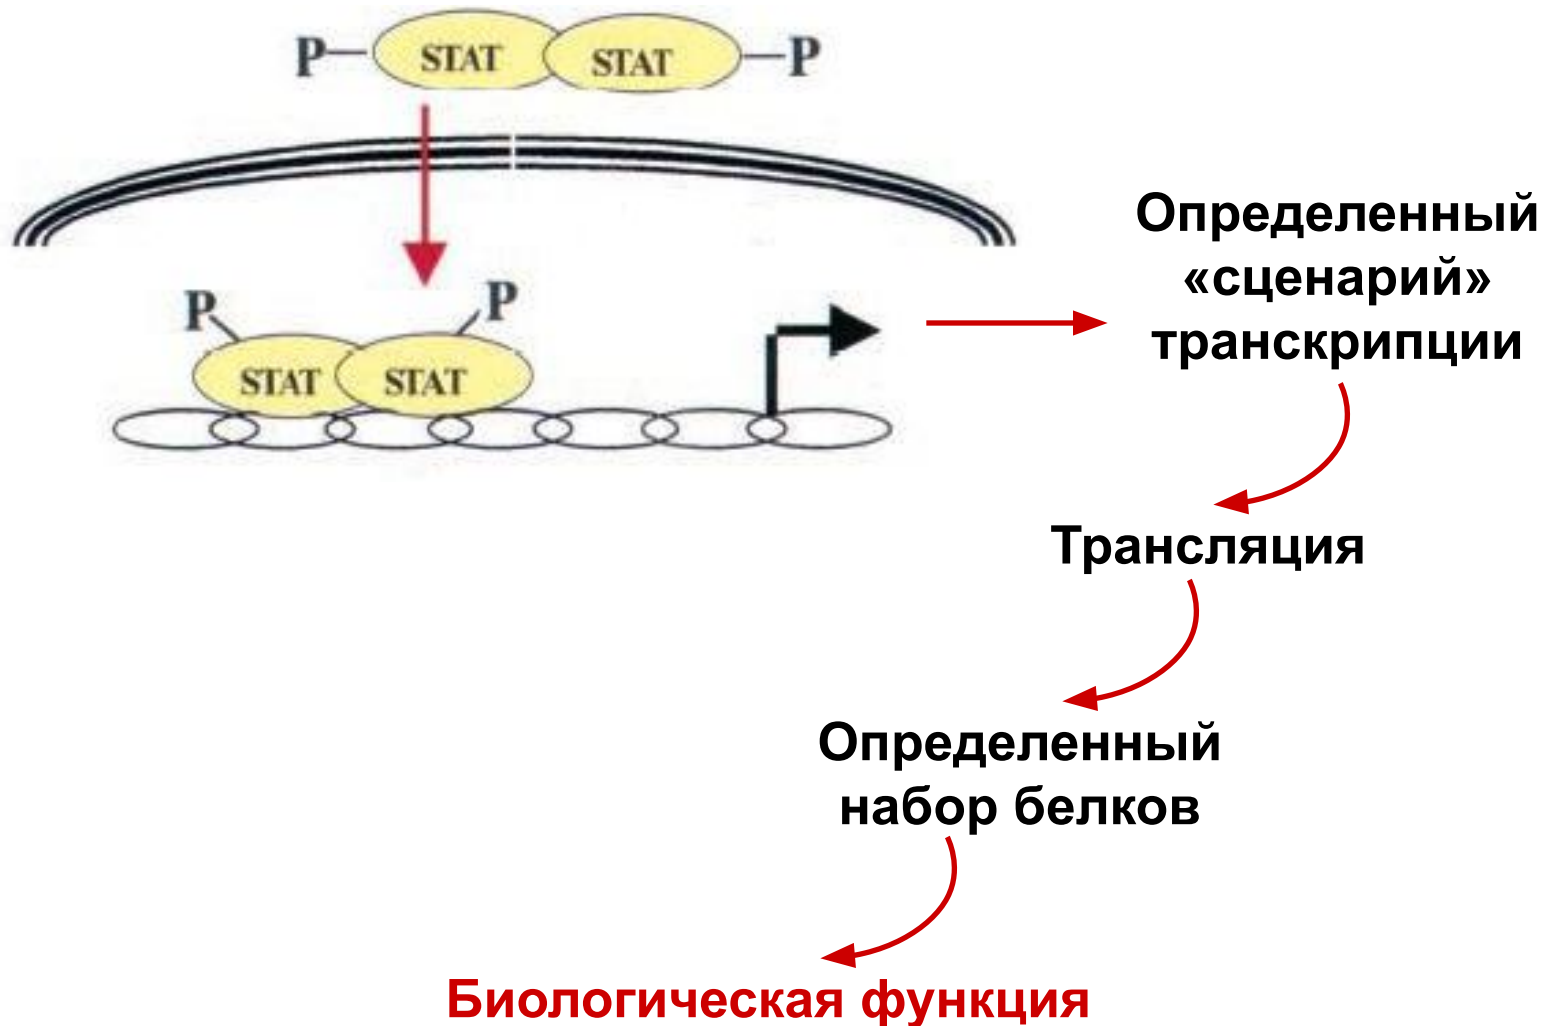 P STAT STAT P
P P
STAT STAT
Определенный
«сценарий»
транскрипции
Трансляция
Определенный
набор белков
Биологическая функция